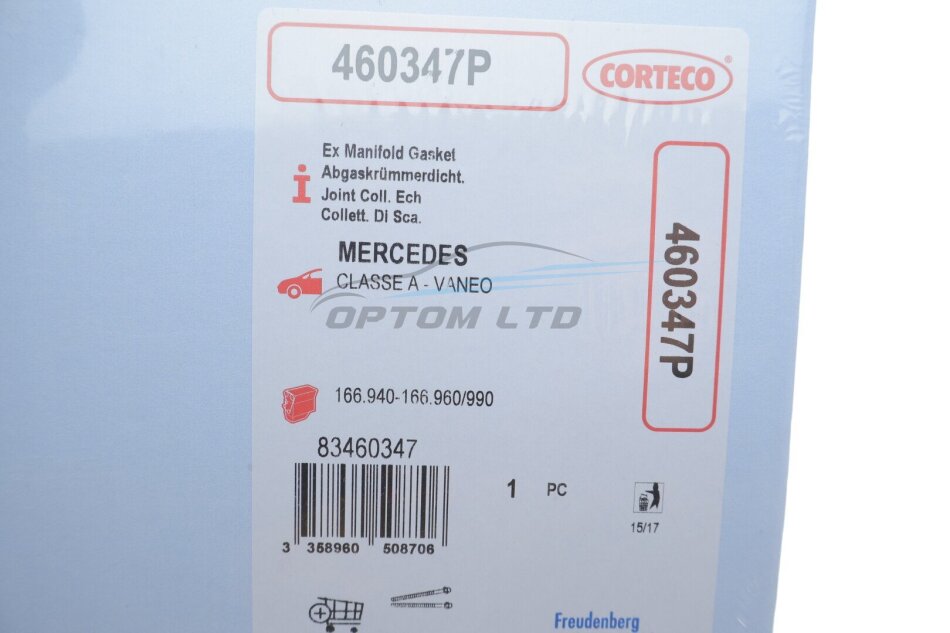 460347P
CORTECO®
Ex Manifold Gasket
Abgaskrümmerdicht.
Joint Coll. Ech
Collett. Di Sca.
460347P
MERCEDES
CLASSE A - VANEO
OPTOM LTD
166.940-166.960/990
83460347
1 PC
15/17
3 358960 508706
Freudenberg